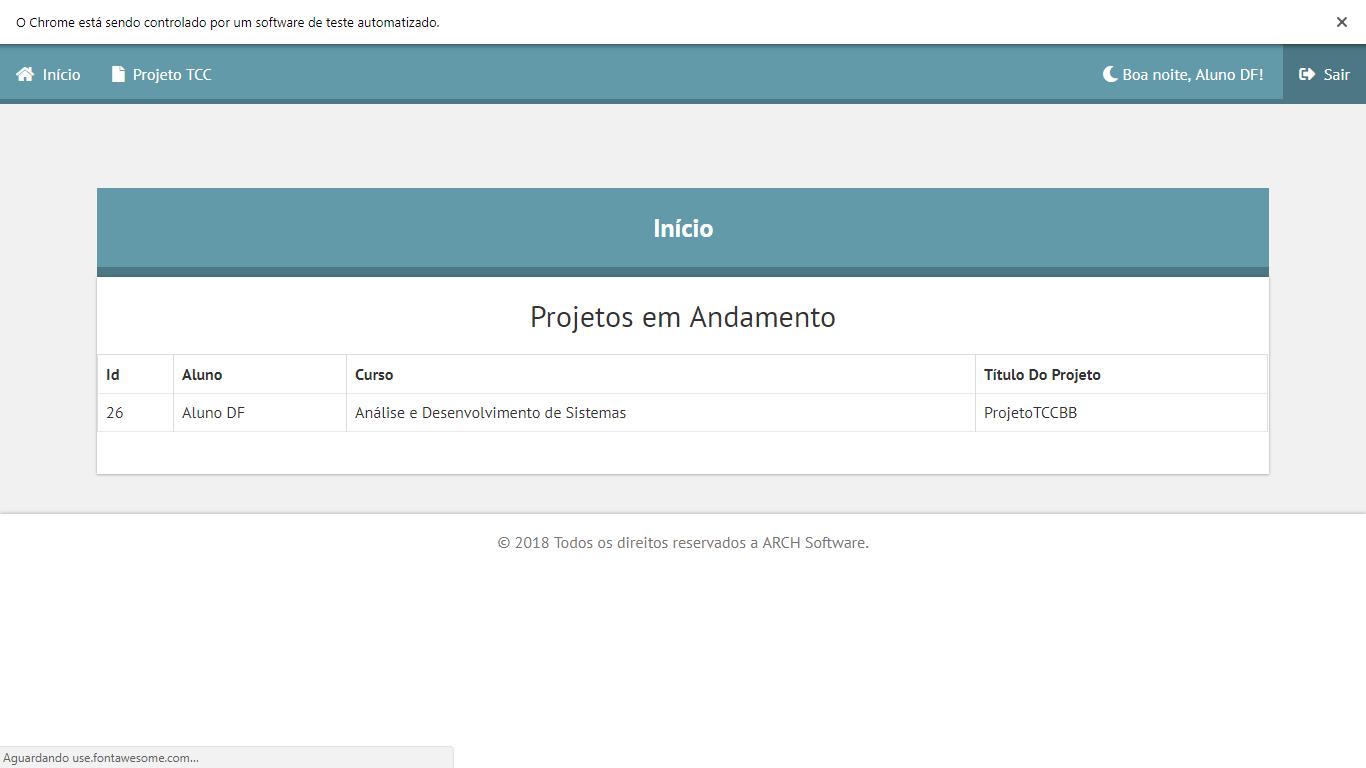 O Chrome está sendo controlado por um software de teste automatizado.
Início Projeto TCC Boa noite, Aluno DF! Sair
Início
Projetos em Andamento
Id Aluno Curso Título Do Projeto
26 Aluno DF Análise e Desenvolvimento de Sistemas ProjetoTCCBB
© 2018 Todos os direitos reservados a ARCH Software.
Aguardando use.fontawesome.com...